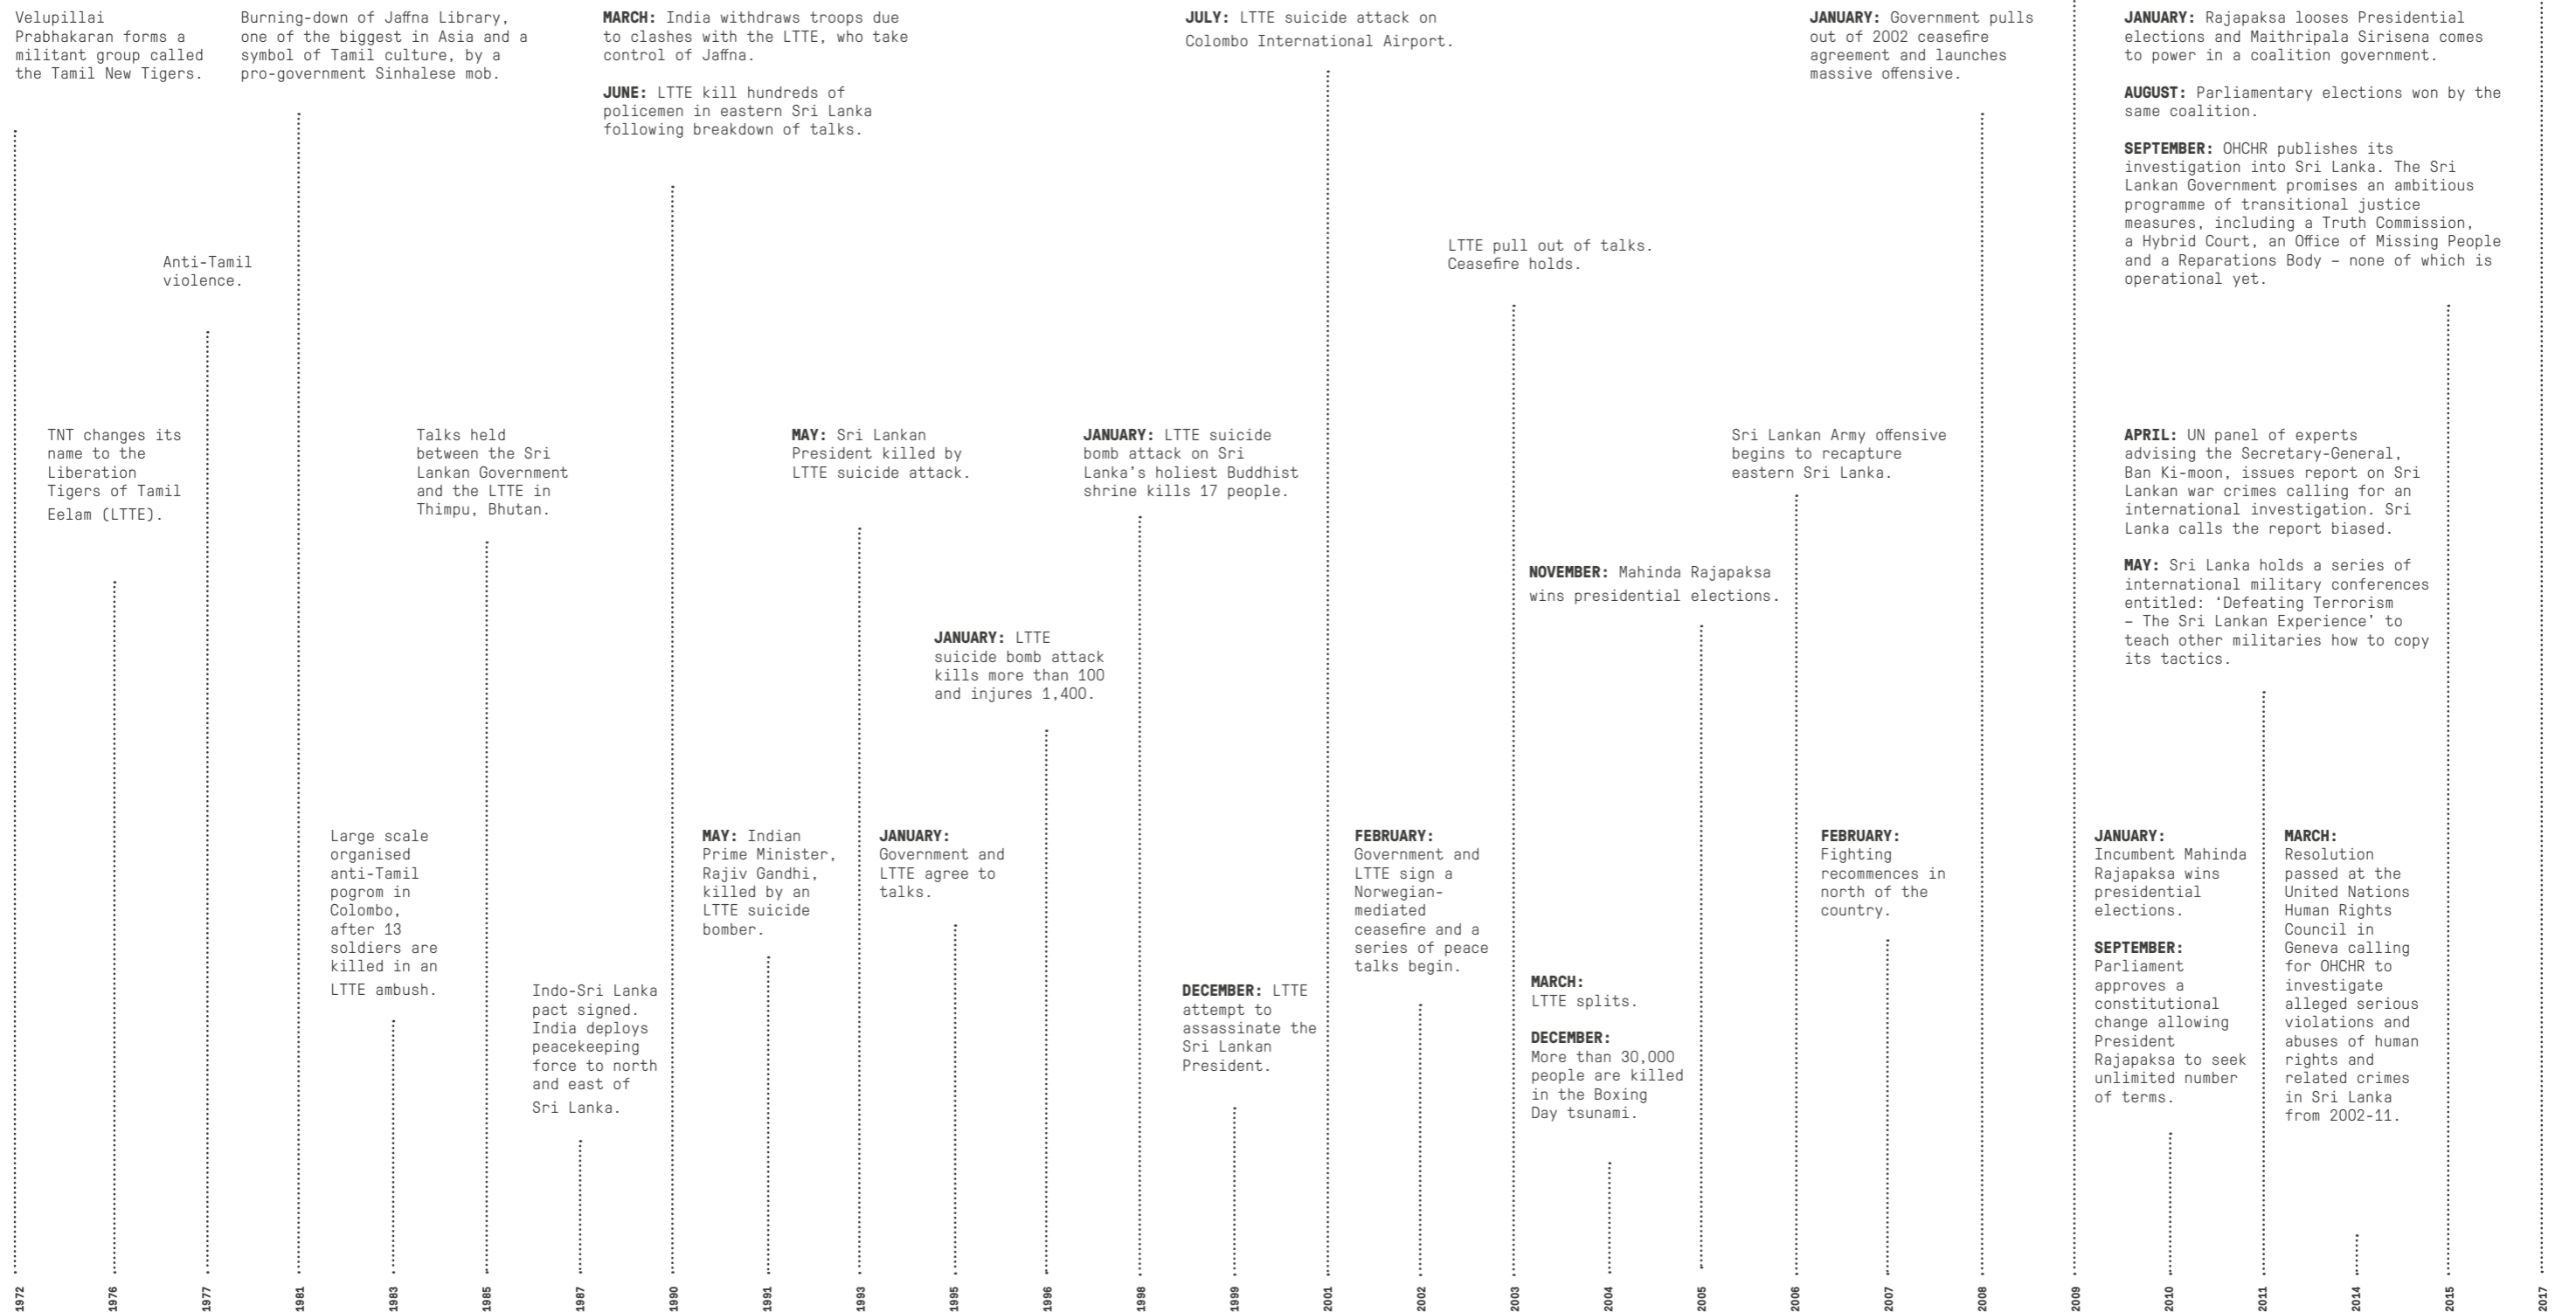 Velupillai
Prabhakaran forms a
militant group called
the Tamil New Tigers.
Burning-down of Jaffna Library,
one of the biggest in Asia and a
symbol of Tamil culture, by a
pro-government Sinhalese mob.
MARCH: India withdraws troops due
to clashes with the LTTE, who take
control of Jaffna.
JUNE: LTTE kill hundreds of
policemen in eastern Sri Lanka
following breakdown of talks.
JULY: LTTE suicide attack on
Colombo International Airport.
JANUARY: Government pulls
out of 2002 ceasefire
agreement and launches
massive offensive.
JANUARY: Rajapaksa looses Presidential
elections and Maithripala Sirisena comes
to power in a coalition government.
AUGUST: Parliamentary elections won by the
same coalition.
SEPTEMBER: OHCHR publishes its
investigation into Sri Lanka. The Sri
Lankan Government promises an ambitious
programme of transitional justice
measures, including a Truth Commission,
a Hybrid Court, an Office of Missing People
and a Reparations Body – none of which is
operational yet.
Anti-Tamil
violence.
LTTE pull out of talks.
Ceasefire holds.
TNT changes its
name to the
Liberation
Tigers of Tamil
Eelam (LTTE).
Talks held
between the Sri
Lankan Government
and the LTTE in
Thimpu, Bhutan.
MAY: Sri Lankan
President killed by
LTTE suicide attack.
JANUARY: LTTE suicide
bomb attack on Sri
Lanka's holiest Buddhist
shrine kills 17 people.
Sri Lankan Army offensive
begins to recapture
eastern Sri Lanka.
APRIL: UN panel of experts
advising the Secretary-General,
Ban Ki-moon, issues report on Sri
Lankan war crimes calling for an
international investigation. Sri
Lanka calls the report biased.
MAY: Sri Lanka holds a series of
international military conferences
entitled: ‘Defeating Terrorism
– The Sri Lankan Experience’ to
teach other militaries how to copy
its tactics.
NOVEMBER: Mahinda Rajapaksa
wins presidential elections.
JANUARY: LTTE
suicide bomb attack
kills more than 100
and injures 1,400.
Large scale
organised
anti-Tamil
pogrom in
Colombo,
after 13
soldiers are
killed in an
LTTE ambush.
MAY: Indian
Prime Minister,
Rajiv Gandhi,
killed by an
LTTE suicide
bomber.
JANUARY:
Government and
LTTE agree to
talks.
FEBRUARY:
Government and
LTTE sign a
Norwegian-
mediated
ceasefire and a
series of peace
talks begin.
FEBRUARY:
Fighting
recommences in
north of the
country.
JANUARY:
Incumbent Mahinda
Rajapaksa wins
presidential
elections.
SEPTEMBER:
Parliament
approves a
constitutional
change allowing
President
Rajapaksa to seek
unlimited number
of terms.
MARCH:
Resolution
passed at the
United Nations
Human Rights
Council in
Geneva calling
for OHCHR to
investigate
alleged serious
violations and
abuses of human
rights and
related crimes
in Sri Lanka
from 2002-11.
Indo-Sri Lanka
pact signed.
India deploys
peacekeeping
force to north
and east of
Sri Lanka.
DECEMBER: LTTE
attempt to
assassinate the
Sri Lankan
President.
MARCH:
LTTE splits.
DECEMBER:
More than 30,000
people are killed
in the Boxing
Day tsunami.
1972
1976
1977
1981
1983
1985
1987
1990
1991
1993
1995
1996
1998
1999
2001
2002
2003
2004
2005
2006
2007
2008
2009
2010
2011
2014
2015
2017